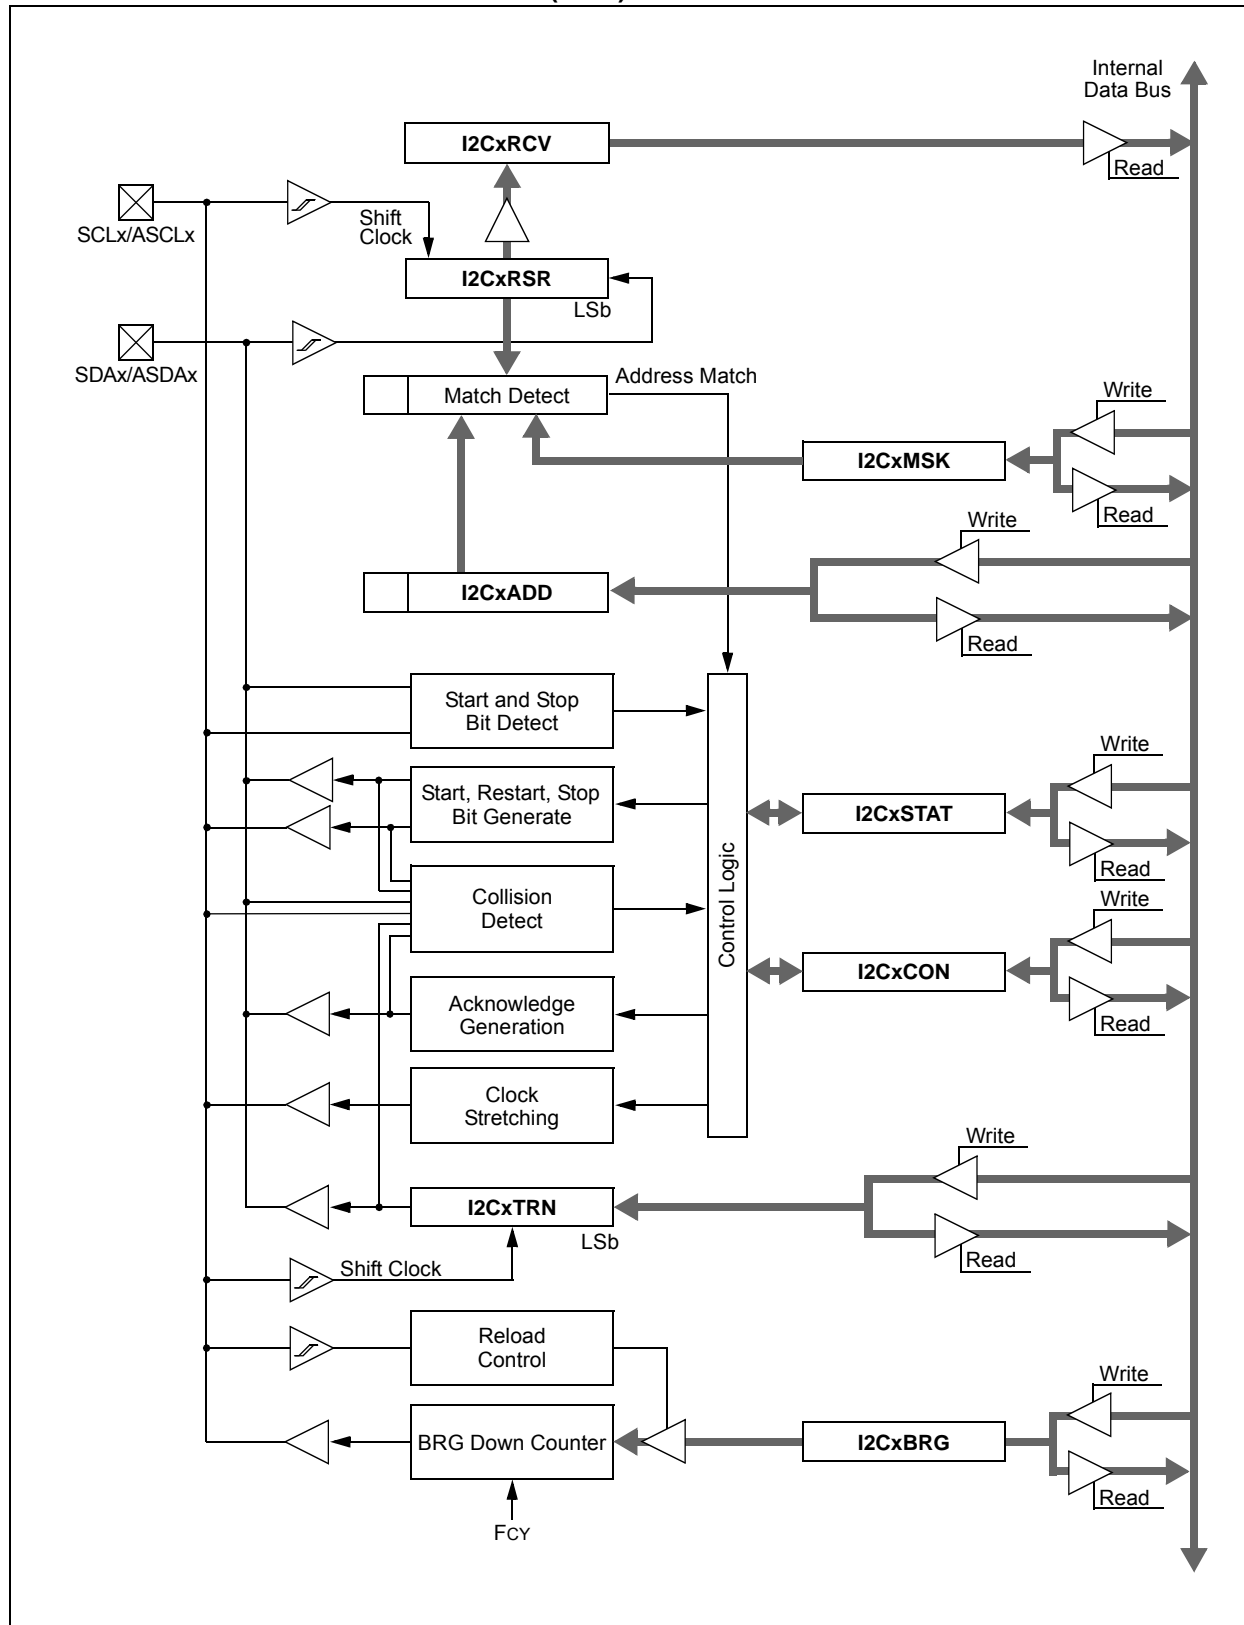 Internal
Data Bus
I2CxRCV
Read
SCLx/ASCLx
Shift
Clock
I2CxRSR
LSb
SDAx/ASDAx
Match Detect
Address Match
Write
I2CxMSK
Read
Write
I2CxADD
Read
Start and Stop
Bit Detect
Write
Start, Restart, Stop
Bit Generate
I2CxSTAT
Read
Control Logic
Collision
Detect
Write
I2CxCON
Read
Acknowledge
Generation
Clock
Stretching
Write
I2CxTRN
LSb
Read
Shift Clock
Reload
Control
Write
BRG Down Counter
I2CxBRG
Read
FCY